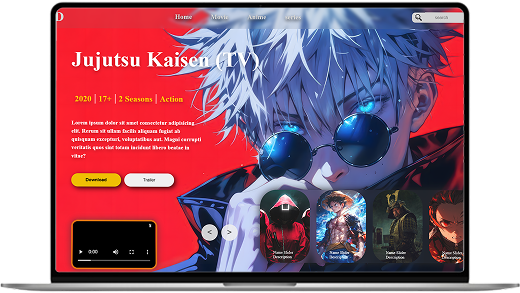 D
Home
Movie
Anime
Series
Search
Jujutsu Kaisen (TV)
2020 | 17+ | 2 Seasons | Action
Lorem ipsum dolor sit amet consectetur adipisicing
elit. Rerum sit ullam facilis aliquam fugiat ab
quisquam excepturi, voluptatibus aut. Magni corrupti
veritatis quos sint totam incidunt libero beatae in
vitae?
Download
Trailer
x
0:00
<
>
Name Slider
Description
Name Slider
Description
Name Slider
Description
Name Slider
Description